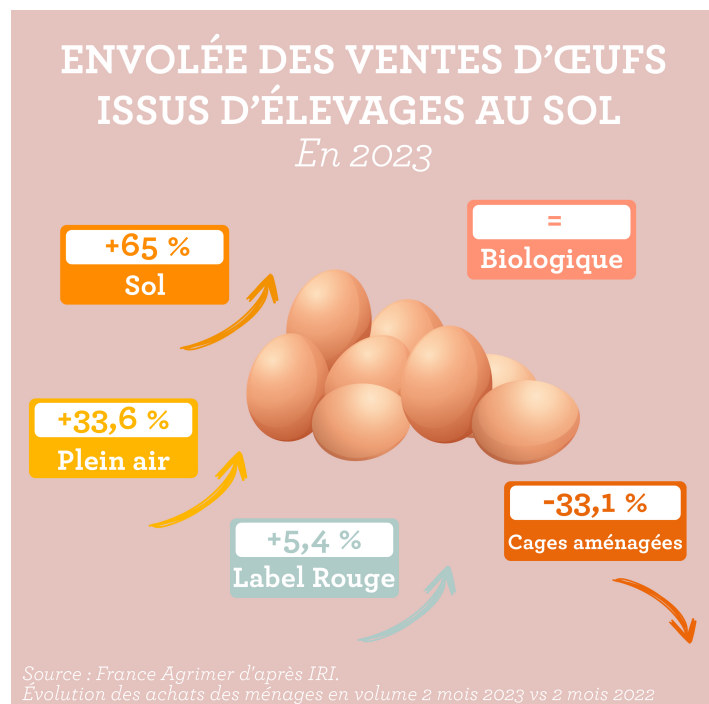 ENVOLÉE DES VENTES D'ŒUFS
ISSUS D'ÉLEVAGES AU SOL
En 2023
=
Biologique
+65 %
Sol
+33,6 %
Plein air
-33,1 %
Cages aménagées
+5,4 %
Label Rouge
Source : France Agrimer d'après IRI.
Évolution des achats des ménages en volume 2 mois 2023 vs 2 mois 2022